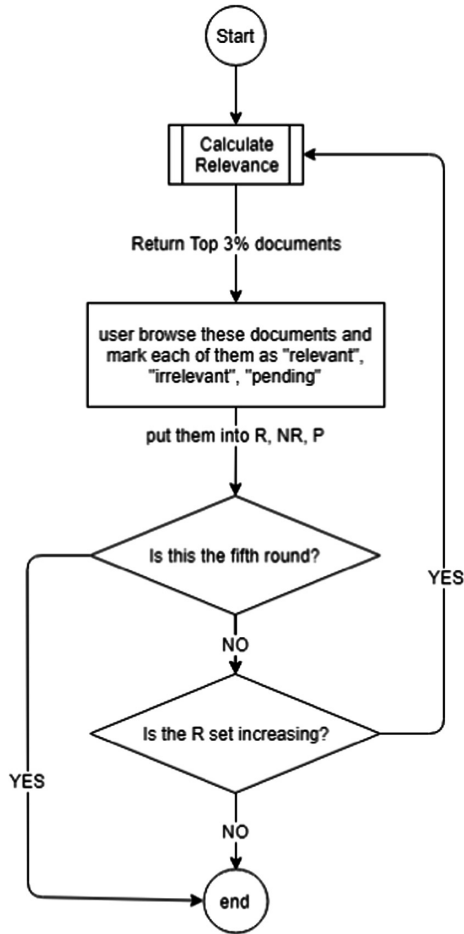 Start
Calculate
Relevance
Return Top 3% documents
user browse these documents and
mark each of them as "relevant",
"irrelevant", "pending"
put them into R, NR, P
Is this the fifth round?
YES
NO
Is the R set increasing?
YES
NO
end